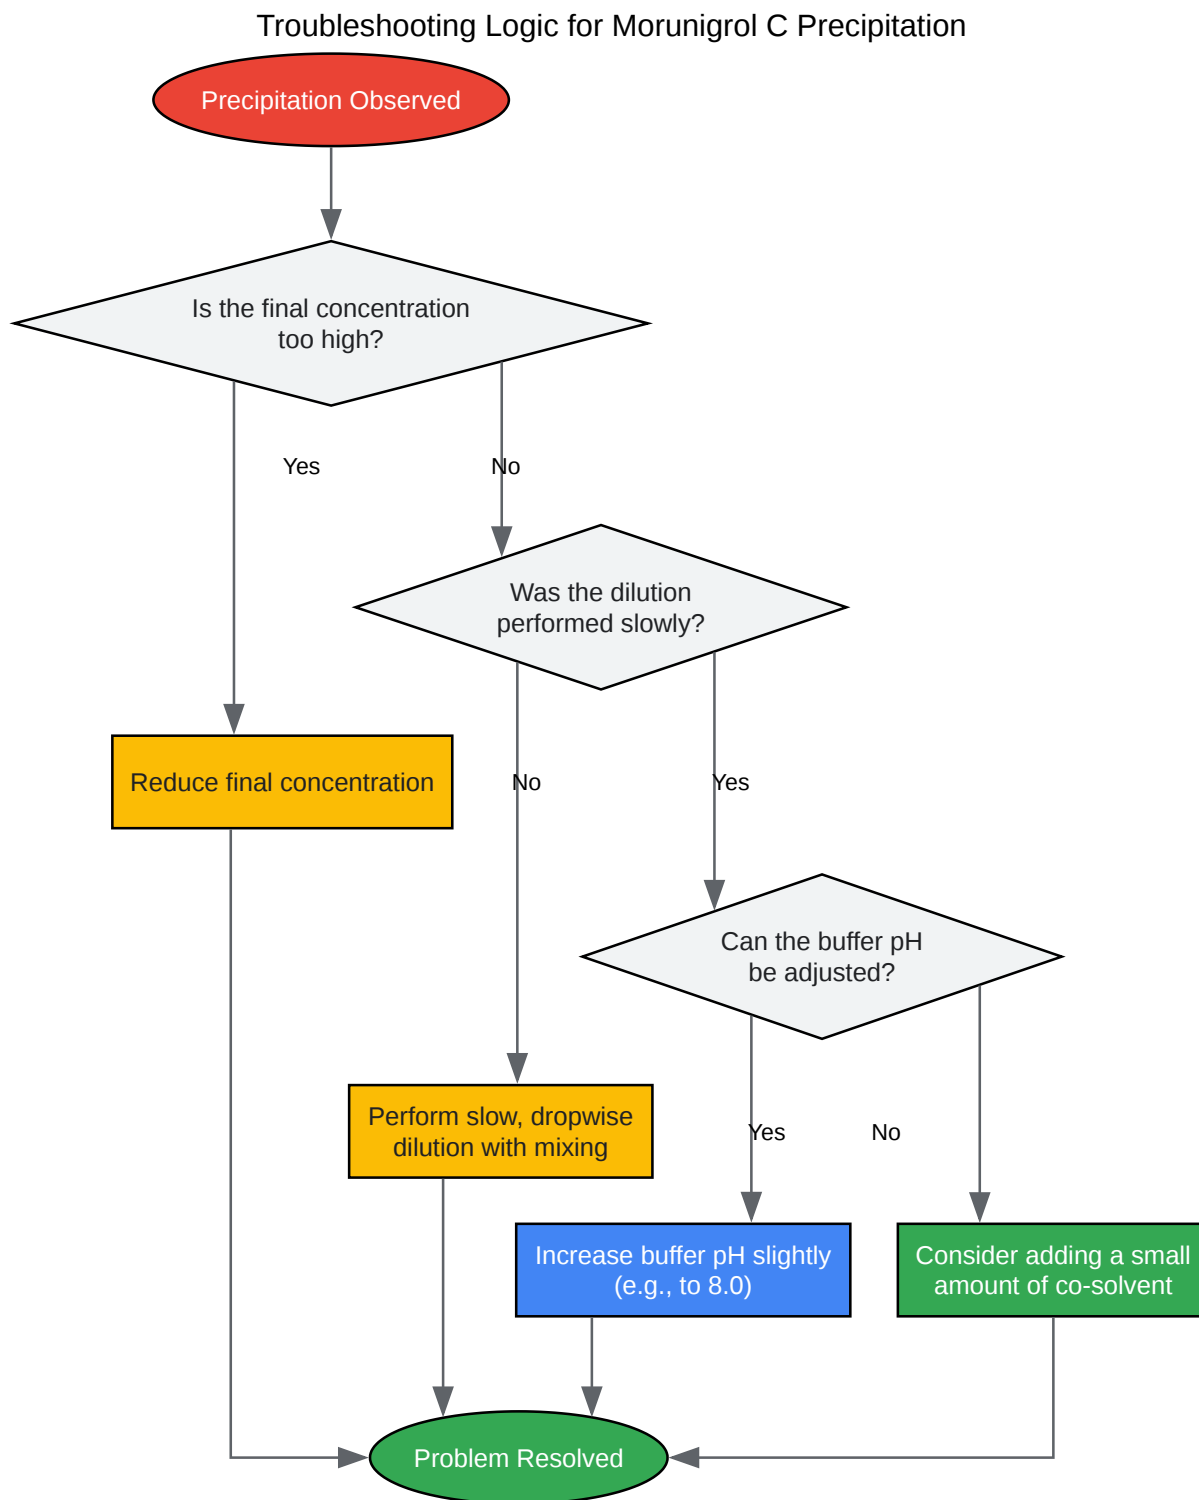 Troubleshooting Logic for Morunigrol C Precipitation
Precipitation Observed
Is the final concentration
too high?
Yes
No
Was the dilution
performed slowly?
Reduce final concentration
No
Yes
Can the buffer pH
be adjusted?
Perform slow, dropwise
dilution with mixing
Yes
No
Increase buffer pH slightly
(e.g., to 8.0)
Consider adding a small
amount of co-solvent
Problem Resolved